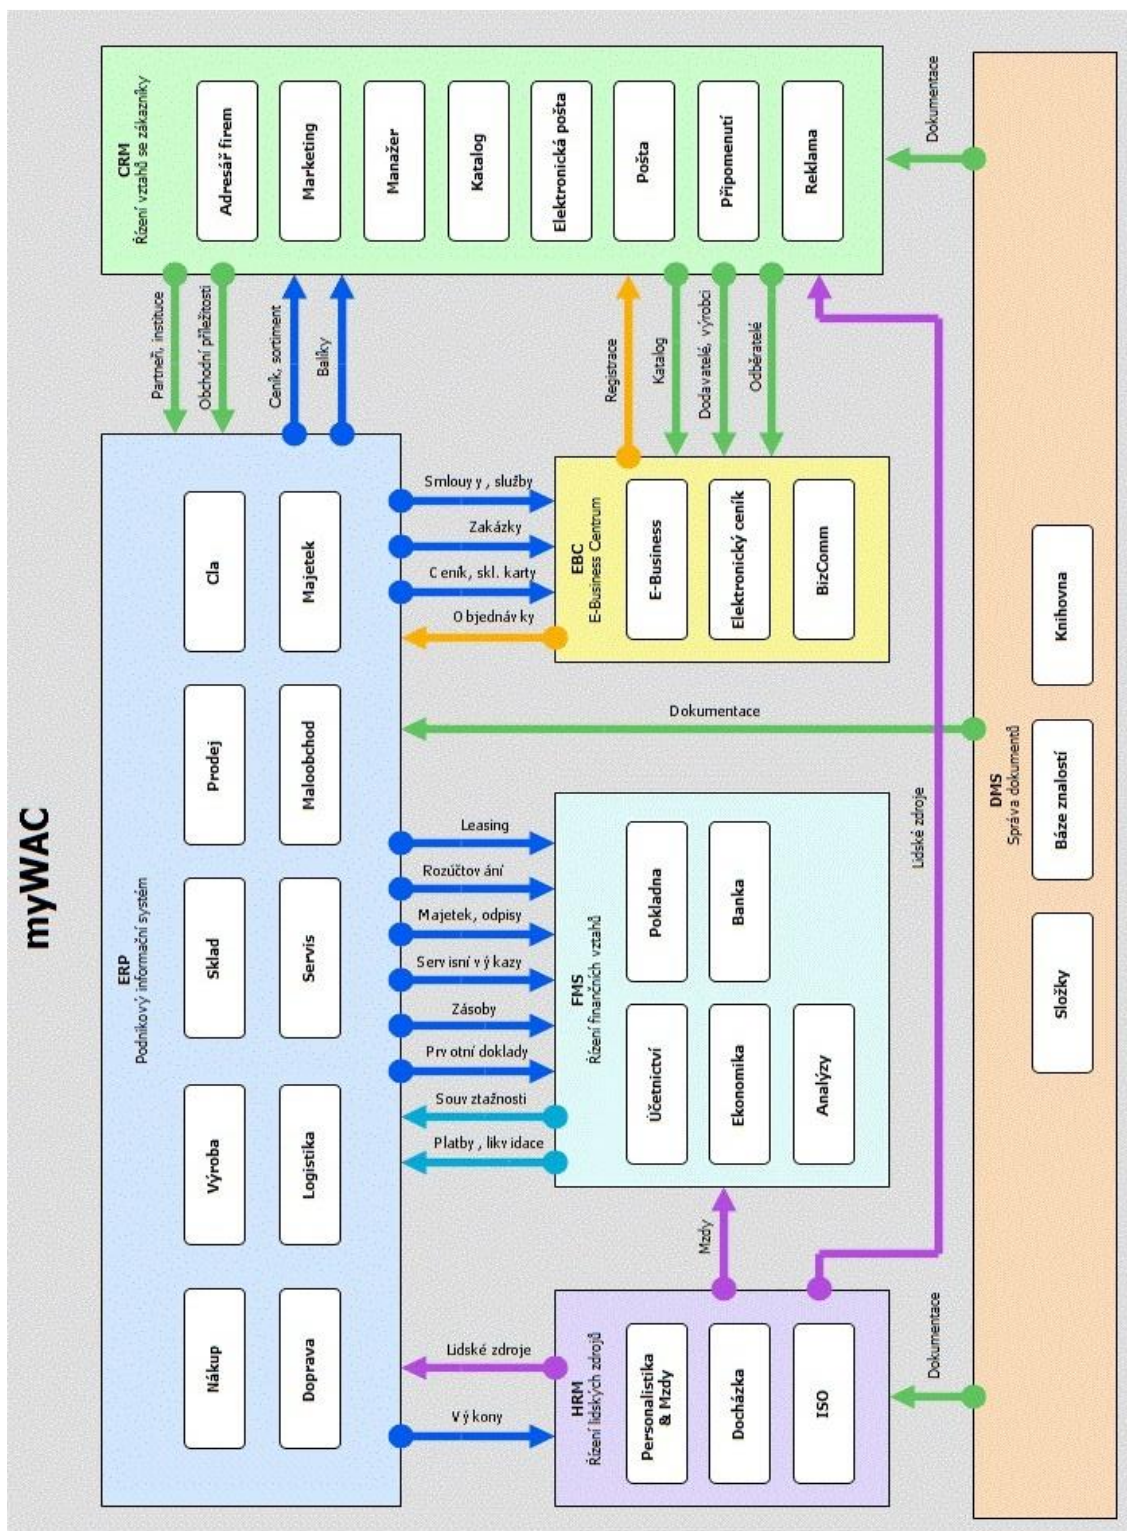 myWAC
ERP
Podnikový informační systém
Nákup
Výroba
Sklad
Prodej
Cla
Doprava
Logistika
Servis
Maloobchod
Majetek
Partneři, instituce
Obchodní příležitosti
Ceník, sortiment
Balíky
CRM
Řízení vztahů se zákazníky
Adresář firem
Marketing
Manažer
Katalog
Elektronická pošta
Pošta
Připomenutí
Reklama
Výkony
Lidské zdroje
Platby, likvidace
Souvztažnosti
Prvotní doklady
Zásoby
Servisní výkazy
Majetek, odpisy
Rozúčtování
Leasing
Objednávky
Ceník, skl. karty
Zakázky
Smlouvy, služby
Registrace
Katalog
Dodavatelé, výrobci
Odběratelé
HRM
Řízení lidských zdrojů
Personalistika
& Mzdy
Docházka
ISO
Mzdy
FMS
Řízení finančních vztahů
Účetnictví
Pokladna
Ekonomika
Banka
Analýzy
Dokumentace
EBC
E-Business Centrum
E-Business
Elektronický ceník
BizComm
Lidské zdroje
Dokumentace
Dokumentace
DMS
Správa dokumentů
Složky
Báze znalostí
Knihovna